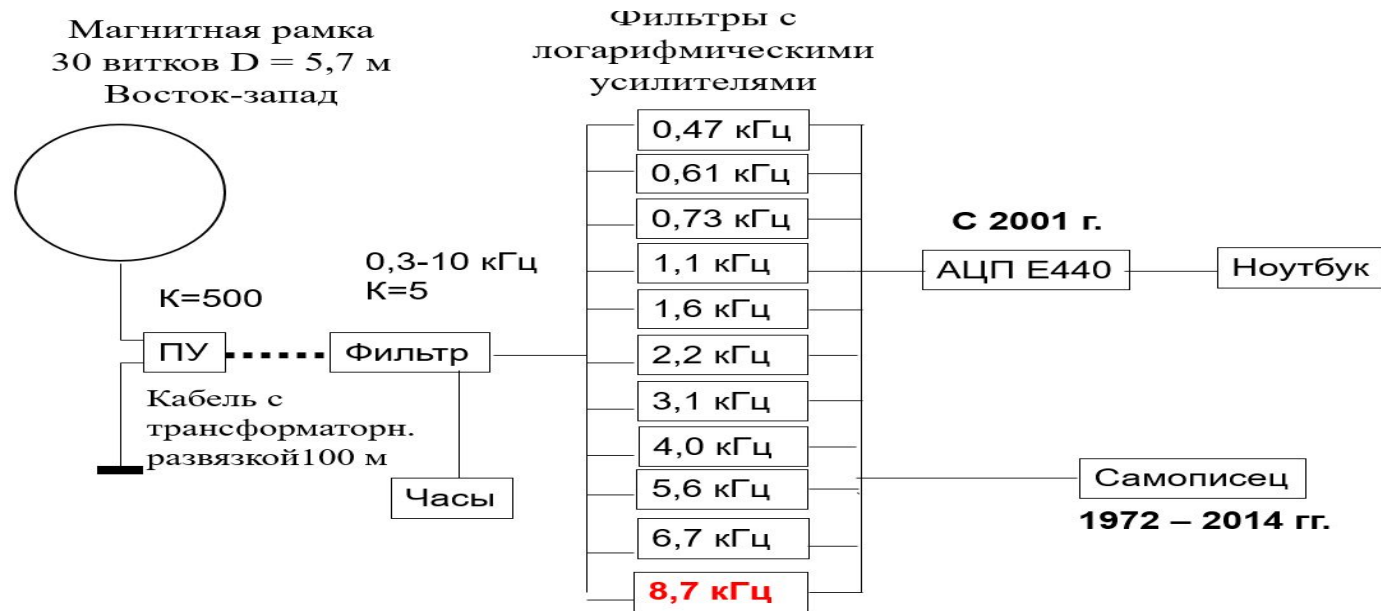 Магнитная рамка
30 витков D = 5,7 м
Восток-запад
Фильтры с
логарифмическими
усилителями
0,47 кГц
0,61 кГц
0,73 кГц
1,1 кГц
1,6 кГц
2,2 кГц
3,1 кГц
4,0 кГц
5,6 кГц
6,7 кГц
8,7 кГц
0,3-10 кГц
К=5
К=500
ПУ
Фильтр
Кабель с
трансформаторн.
развязкой100 м
Часы
С 2001 г.
АЦП Е440
Ноутбук
Самописец
1972 – 2014 гг.